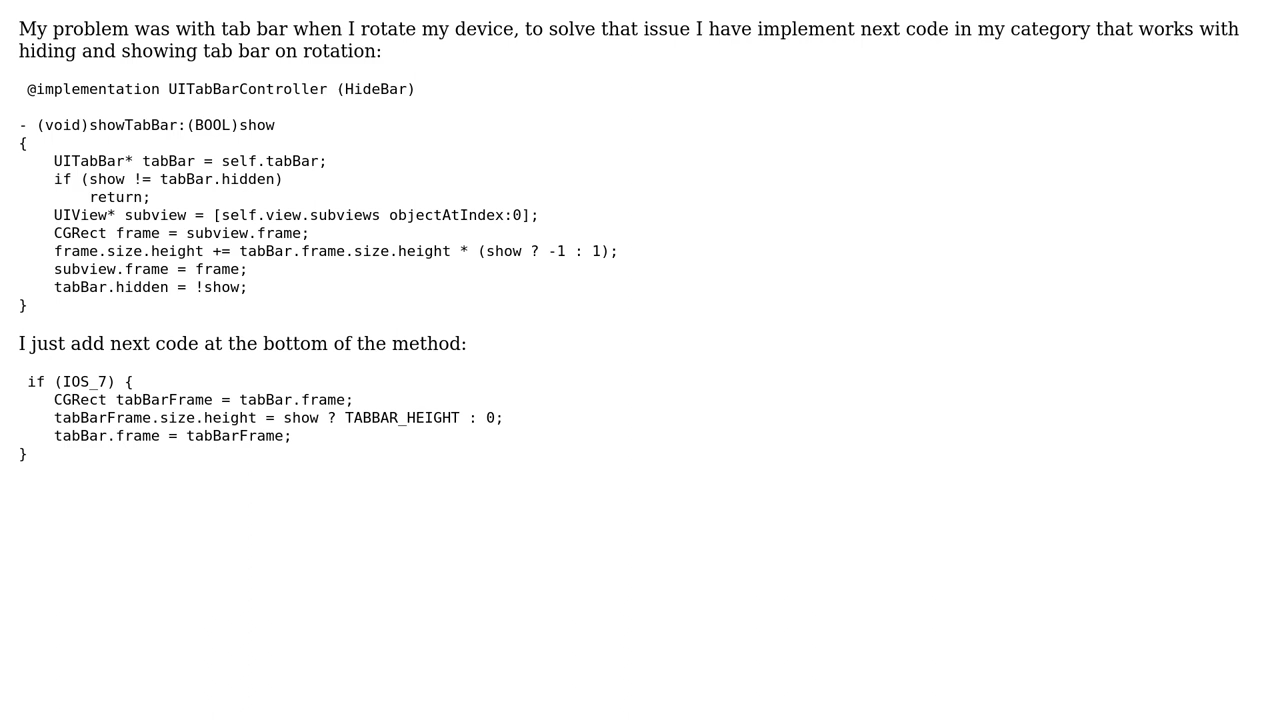 My problem was with tab bar when I rotate my device, to solve that issue I have implement next code in my category that works with
hiding and showing tab bar on rotation:
@implementation UITabBarController (HideBar)
- (void)showTabBar:(BOOL)show
{
    UITabBar* tabBar = self.tabBar;
    if (show != tabBar.hidden)
        return;
    UIView* subview = [self.view.subviews objectAtIndex:0];
    CGRect frame = subview.frame;
    frame.size.height += tabBar.frame.size.height * (show ? -1 : 1);
    subview.frame = frame;
    tabBar.hidden = !show;
}
I just add next code at the bottom of the method:
 if (IOS_7) {
    CGRect tabBarFrame = tabBar.frame;
    tabBarFrame.size.height = show ? TABBAR_HEIGHT : 0;
    tabBar.frame = tabBarFrame;
}